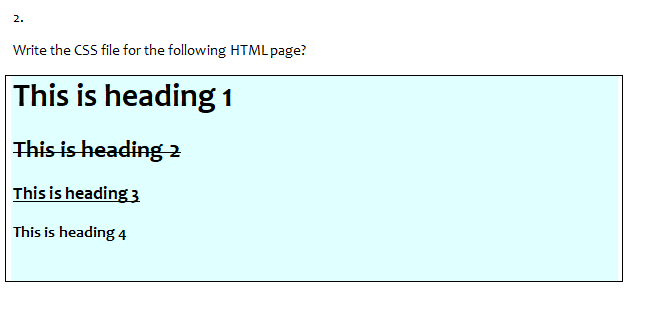 2.
Write the CSS file for the following HTML page?
This is heading 1
This is heading 2
This is heading 3
This is heading 4